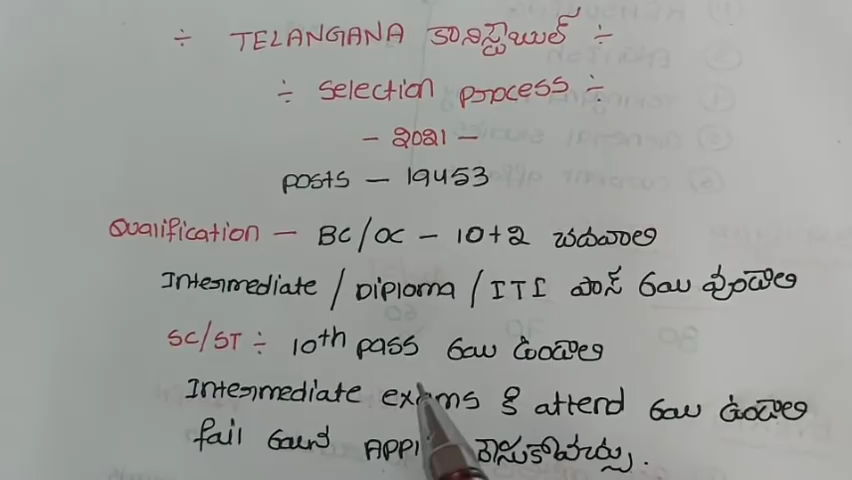 ÷ TELANGANA కానిస్టేబుల్ ÷
÷ Selection process ÷
- 2021 -
posts - 19453
Qualification - BC/OC - 10+2 చదవాలి
Intermediate / Diploma / ITI పాస్ అయి వుండాలి
SC/ST ÷ 10th pass అయి ఉండాలి
Intermediate exams కి attend అయి ఉండాలి
fail అయిన చేసుకోవచ్చు.